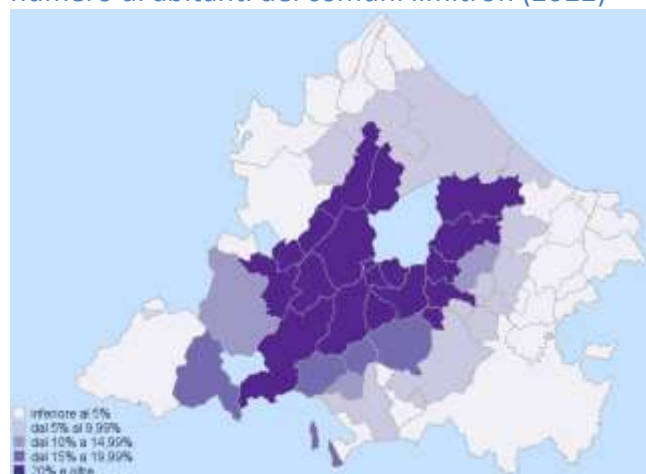 numero di abitanti dei comuni limitrofi (2011)
inferiore al 5%
dal 5% al 9,99%
dal 10% a 14,99%
dal 15% a 19,99%
20% e oltre